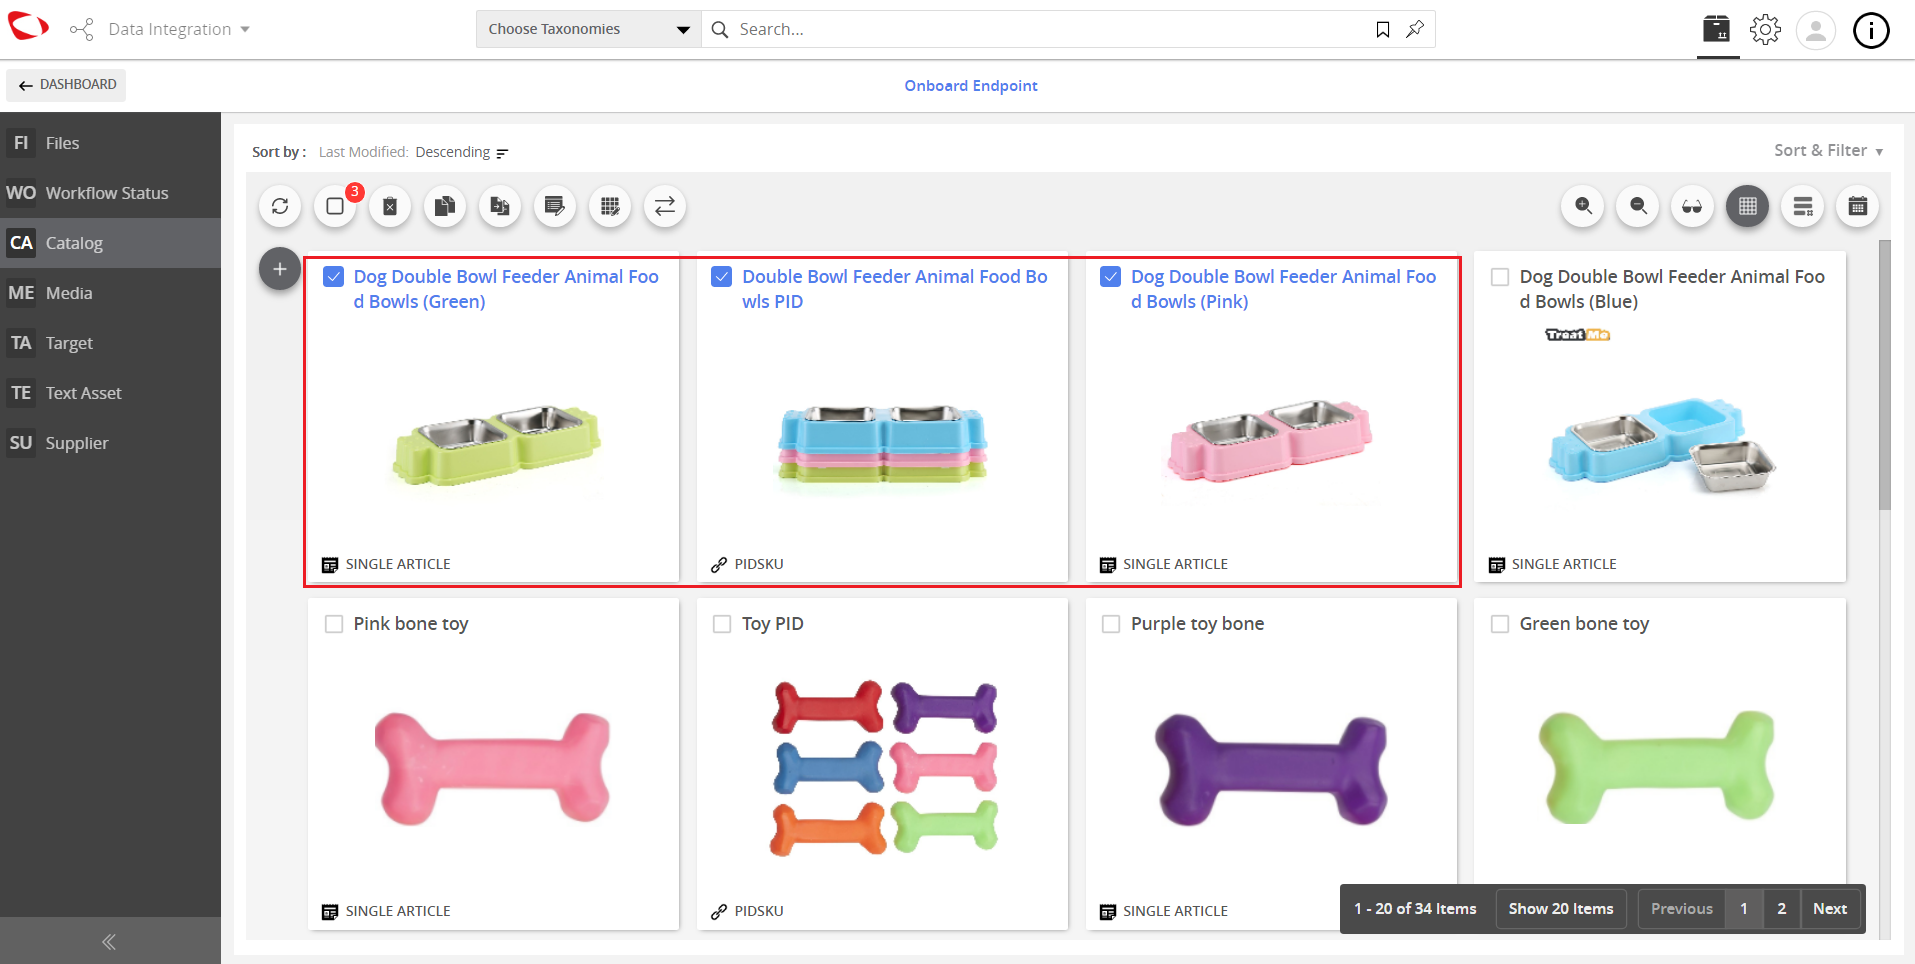 Data Integration
Choose Taxonomies
Search...
DASHBOARD
Onboard Endpoint
FI Files
WO Workflow Status
CA Catalog
ME Media
TA Target
TE Text Asset
SU Supplier
Sort by : Last Modified: Descending
Sort & Filter
3
Dog Double Bowl Feeder Animal Foo
d Bowls (Green)
SINGLE ARTICLE
Double Bowl Feeder Animal Food Bo
wls PID
PIDSKU
Dog Double Bowl Feeder Animal Foo
d Bowls (Pink)
SINGLE ARTICLE
Dog Double Bowl Feeder Animal Foo
d Bowls (Blue)
Treat Me
SINGLE ARTICLE
Pink bone toy
SINGLE ARTICLE
Toy PID
PIDSKU
Purple toy bone
SINGLE ARTICLE
Green bone toy
1 - 20 of 34 Items Show 20 Items Previous 1 2 Next